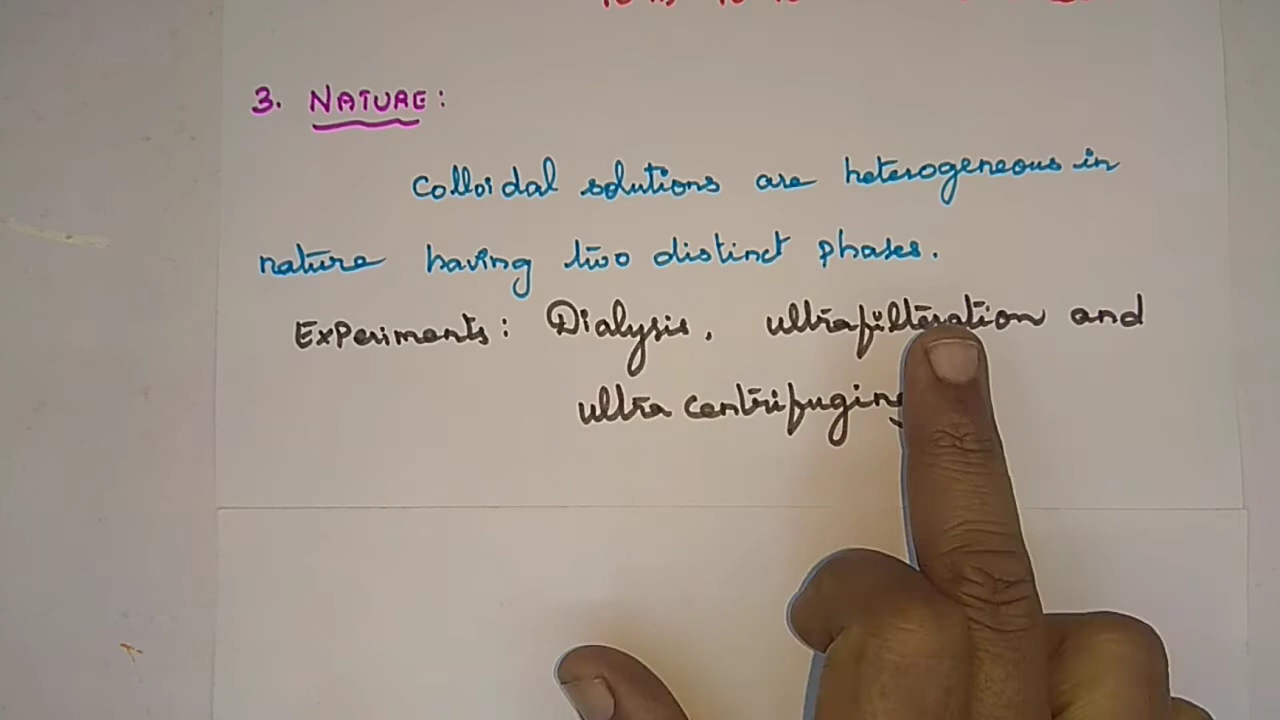 3. NATURE:
Colloidal solutions are heterogeneous in
nature having two distinct phases.
Experiments: Dialysis, ultrafilteration and
ultra centrifuging